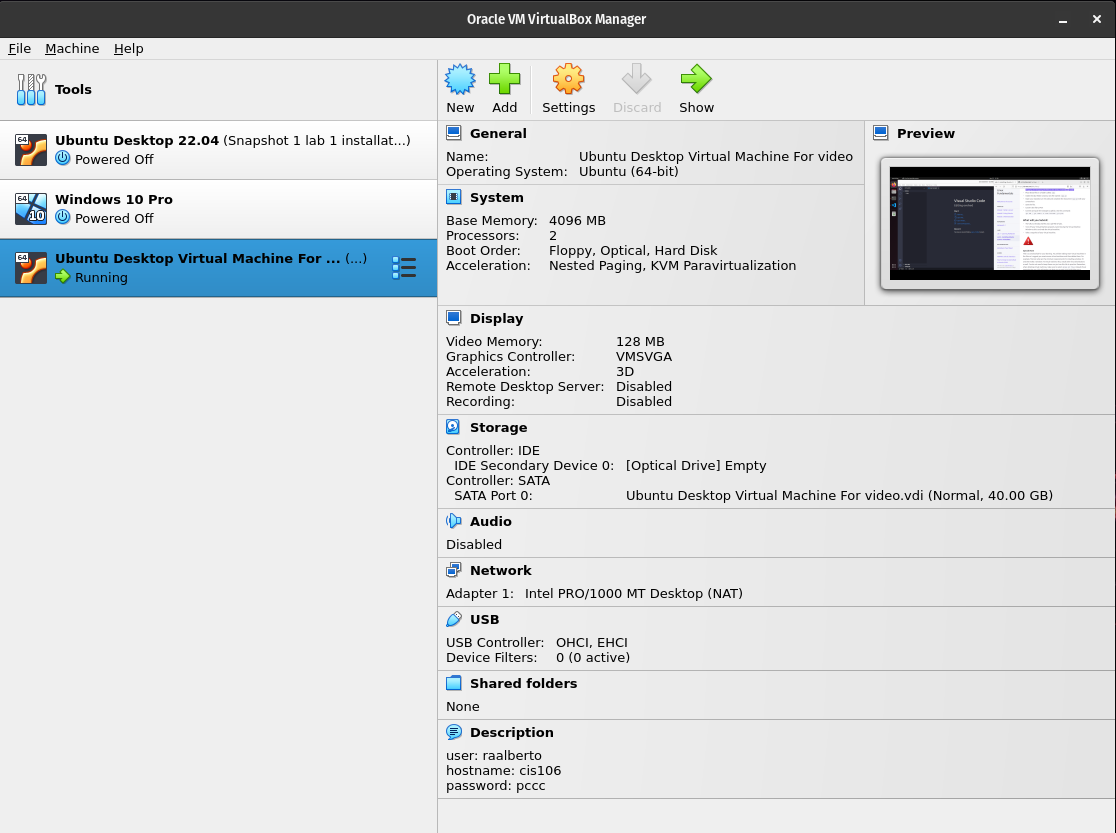 Oracle VM VirtualBox Manager
File Machine Help
Tools
New Add Settings Discard Show
64
Ubuntu Desktop 22.04 (Snapshot 1 lab 1 installat...)
Powered Off
64
10
Windows 10 Pro
Powered Off
64
Ubuntu Desktop Virtual Machine For ... (...)
Running
General
Name: Ubuntu Desktop Virtual Machine For video
Operating System: Ubuntu (64-bit)
Preview
Visual Studio Code
System
Base Memory: 4096 MB
Processors: 2
Boot Order: Floppy, Optical, Hard Disk
Acceleration: Nested Paging, KVM Paravirtualization
Display
Video Memory: 128 MB
Graphics Controller: VMSVGA
Acceleration: 3D
Remote Desktop Server: Disabled
Recording: Disabled
Storage
Controller: IDE
IDE Secondary Device 0: [Optical Drive] Empty
Controller: SATA
SATA Port 0: Ubuntu Desktop Virtual Machine For video.vdi (Normal, 40.00 GB)
Audio
Disabled
Network
Adapter 1: Intel PRO/1000 MT Desktop (NAT)
USB
USB Controller: OHCI, EHCI
Device Filters: 0 (0 active)
Shared folders
None
Description
user: raalberto
hostname: cis106
password: pccc